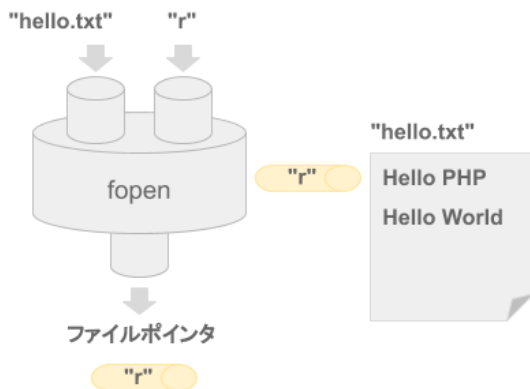 "hello.txt" "r"
fopen
"r"
"hello.txt"
Hello PHP
Hello World
ファイルポインタ
"r"